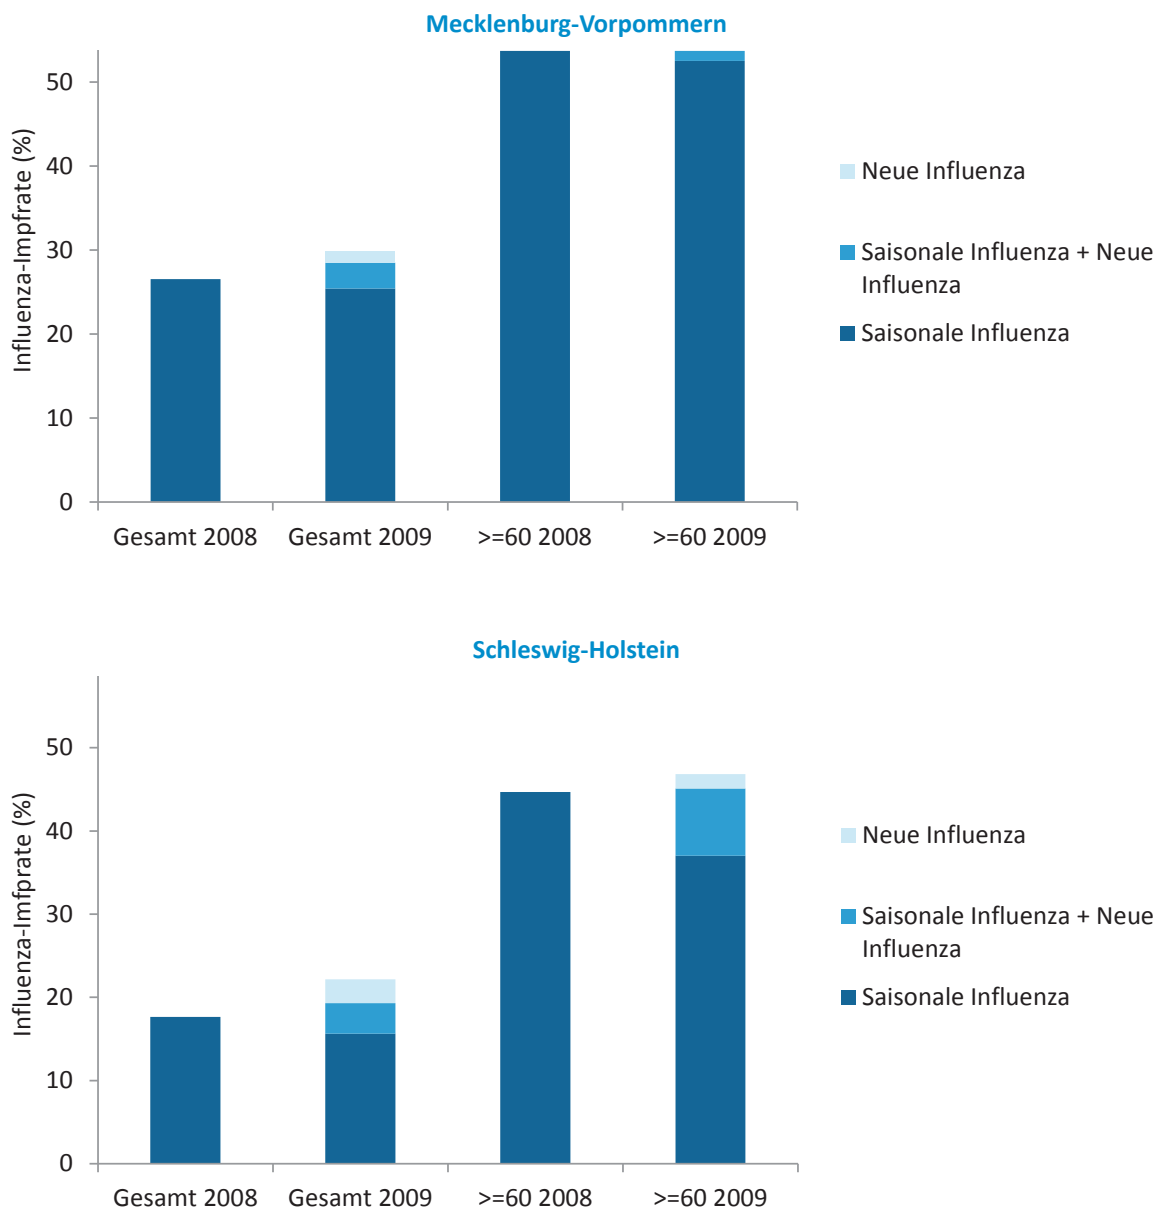 Mecklenburg-Vorpommern
Influenza-Impfrate (%)
50
40
30
20
10
0
Gesamt 2008
Gesamt 2009
>=60 2008
>=60 2009
Neue Influenza
Saisonale Influenza + Neue
Influenza
Saisonale Influenza
Schleswig-Holstein
Influenza-Imfprate (%)
50
40
30
20
10
0
Gesamt 2008
Gesamt 2009
>=60 2008
>=60 2009
Neue Influenza
Saisonale Influenza + Neue
Influenza
Saisonale Influenza